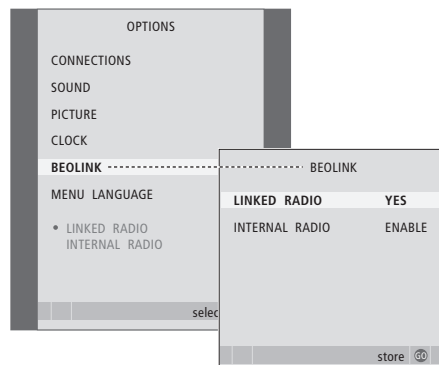 OPTIONS
CONNECTIONS
SOUND
PICTURE
CLOCK
BEOLINK
MENU LANGUAGE
• LINKED RADIO
INTERNAL RADIO
selec
BEOLINK
LINKED RADIO YES
INTERNAL RADIO ENABLE
store GO